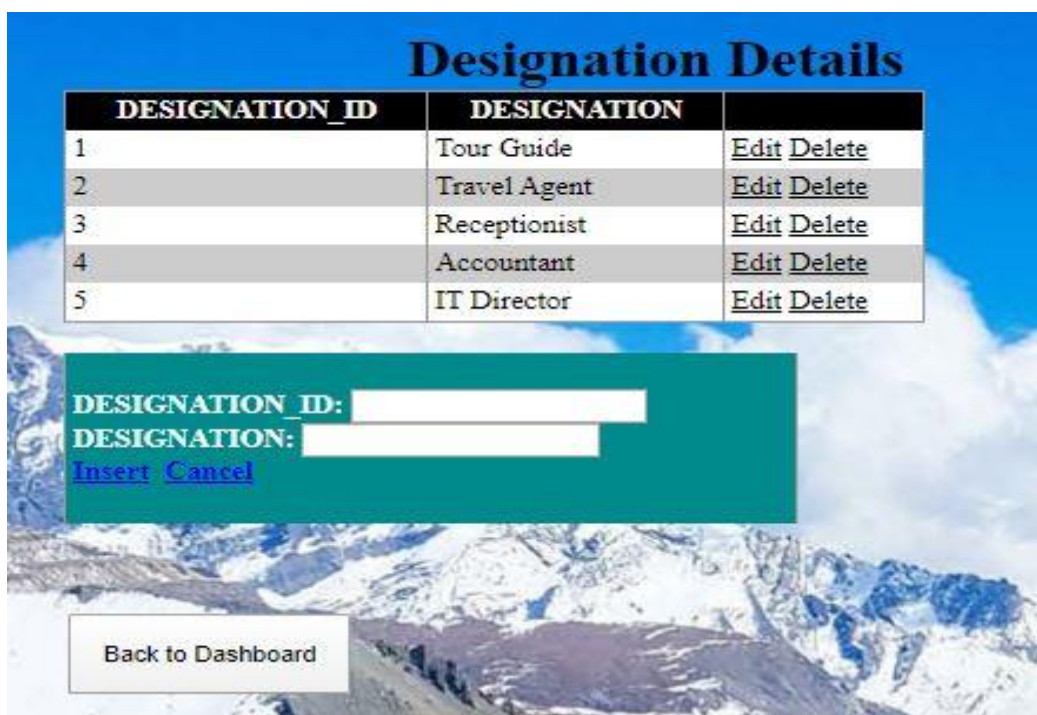 Designation Details
DESIGNATION_ID DESIGNATION
1 Tour Guide Edit Delete
2 Travel Agent Edit Delete
3 Receptionist Edit Delete
4 Accountant Edit Delete
5 IT Director Edit Delete
DESIGNATION_ID:
DESIGNATION:
Insert Cancel
Back to Dashboard